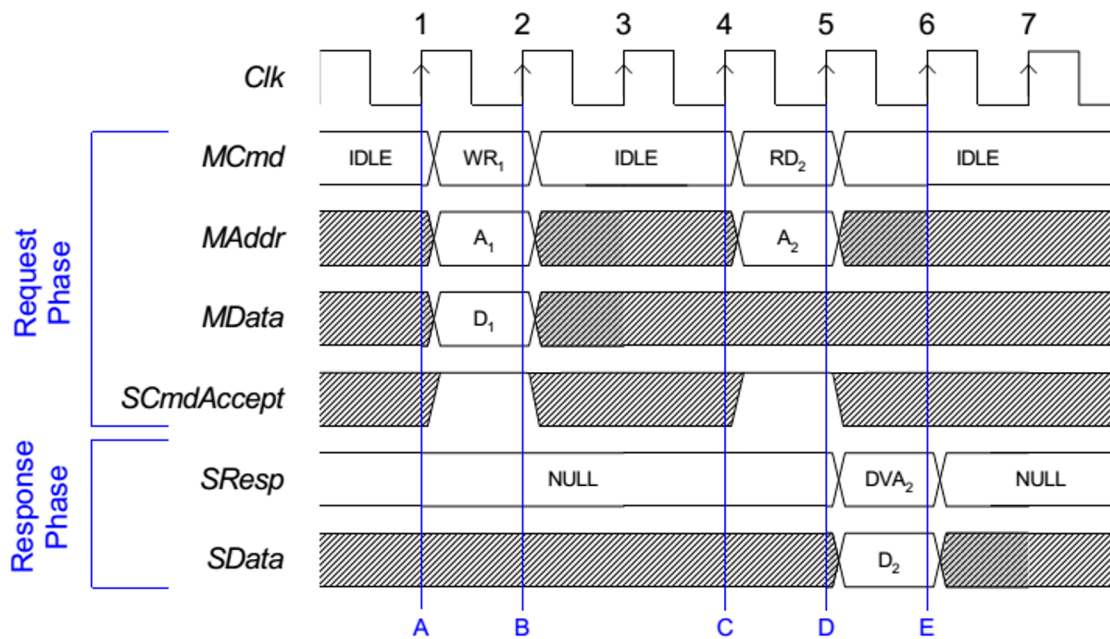 1 2 3 4 5 6 7
Clk
MCmd IDLE WR₁ IDLE RD₂ IDLE
MAddr A₁ A₂
MData D₁
SCmdAccept
Request
Phase
SResp NULL DVA₂ NULL
SData D₂
Response
Phase
A B C D E